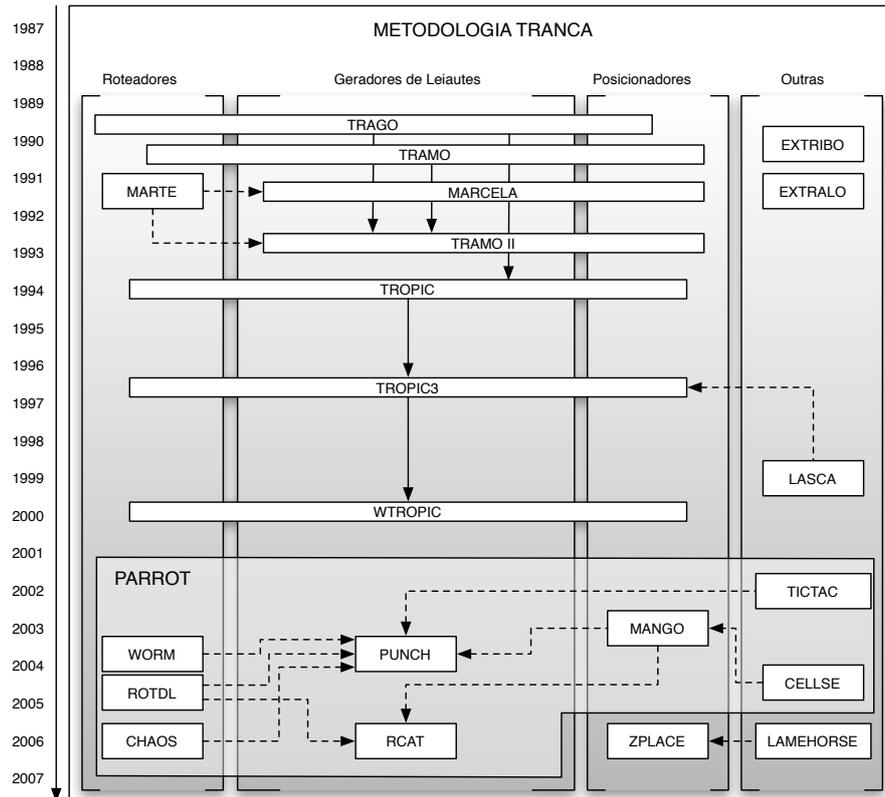 METODOLOGIA TRANCA
Roteadores
Geradores de Leiautes
Posicionadores
Outras
1987
1988
1989
1990
1991
1992
1993
1994
1995
1996
1997
1998
1999
2000
2001
2002
2003
2004
2005
2006
2007
TRAGO
TRAMO
EXTRIBO
MARTE
MARCELA
EXTRALO
TRAMO II
TROPIC
TROPIC3
LASCA
WTROPIC
PARROT
TICTAC
MANGO
WORM
PUNCH
ROTDL
CELLSE
CHAOS
RCAT
ZPLACE
LAMEHORSE